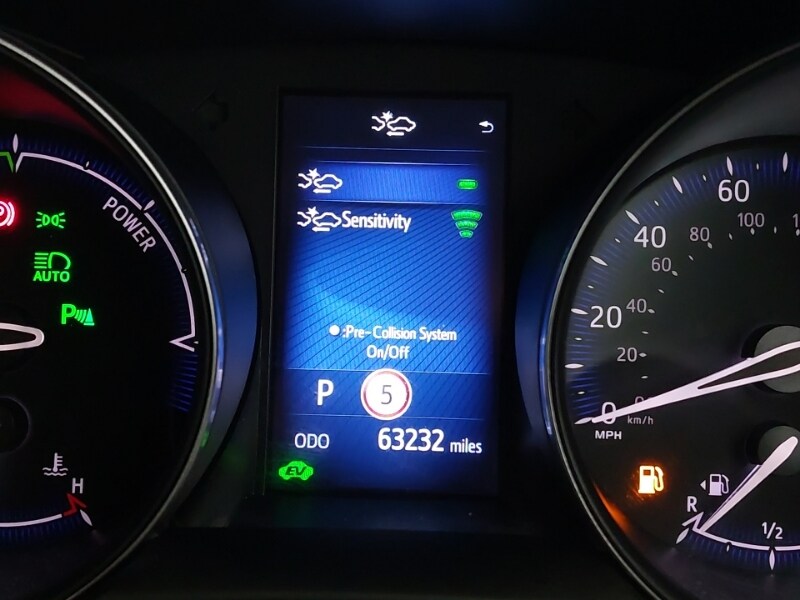 POWER
AUTO
P
H
Sensitivity
:Pre-Collision System
On/Off
P
5
ODO 63232 miles
EV
60
100
40
80
60
20
40
20
0
km/h
MPH
R
1/2